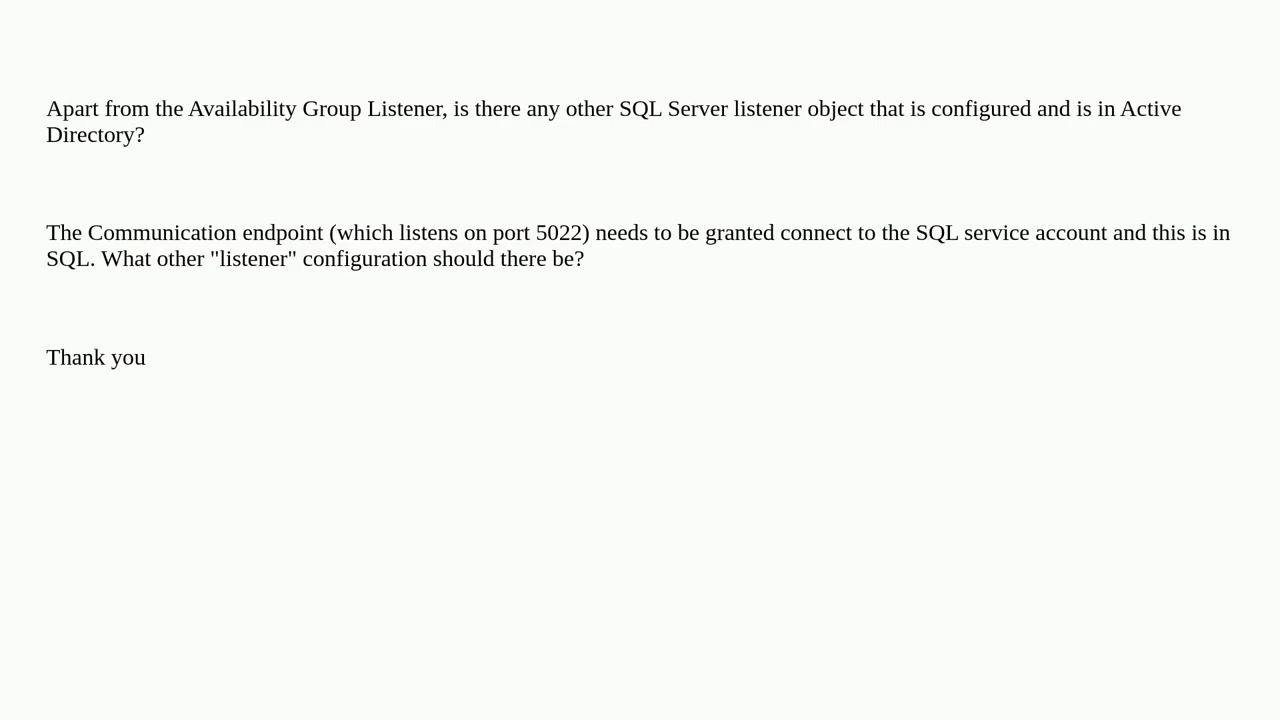 Apart from the Availability Group Listener, is there any other SQL Server listener object that is configured and is in Active
Directory?
The Communication endpoint (which listens on port 5022) needs to be granted connect to the SQL service account and this is in
SQL. What other "listener" configuration should there be?
Thank you